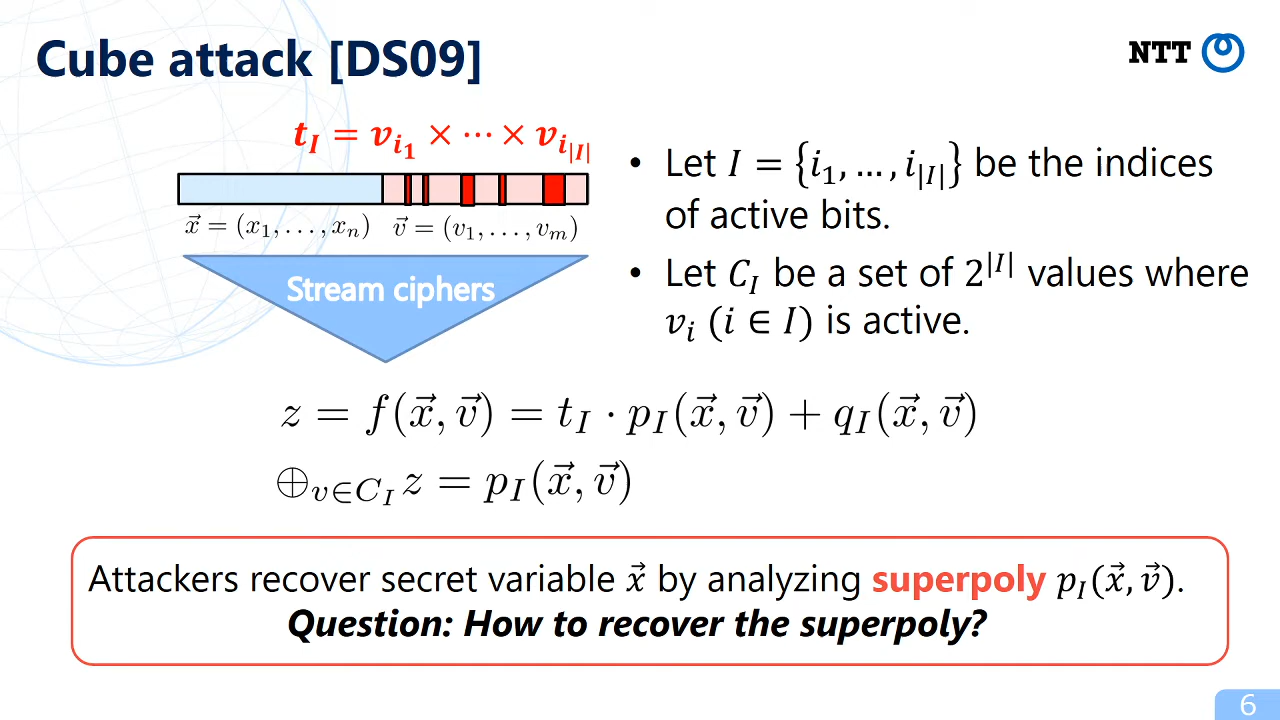 Cube attack [DS09]
NTT
t_I = v_{i_1} × ⋯ × v_{i_{|I|}}
x⃗ = (x_1, . . . , x_n) v⃗ = (v_1, . . . , v_m)
Stream ciphers
• Let I = {i_1, … , i_{|I|}} be the indices
of active bits.
• Let C_I be a set of 2^{|I|} values where
v_i (i ∈ I) is active.
z = f(x⃗, v⃗) = t_I · p_I(x⃗, v⃗) + q_I(x⃗, v⃗)
⊕_{v∈C_I} z = p_I(x⃗, v⃗)
Attackers recover secret variable x⃗ by analyzing superpoly p_I(x⃗, v⃗).
Question: How to recover the superpoly?
6